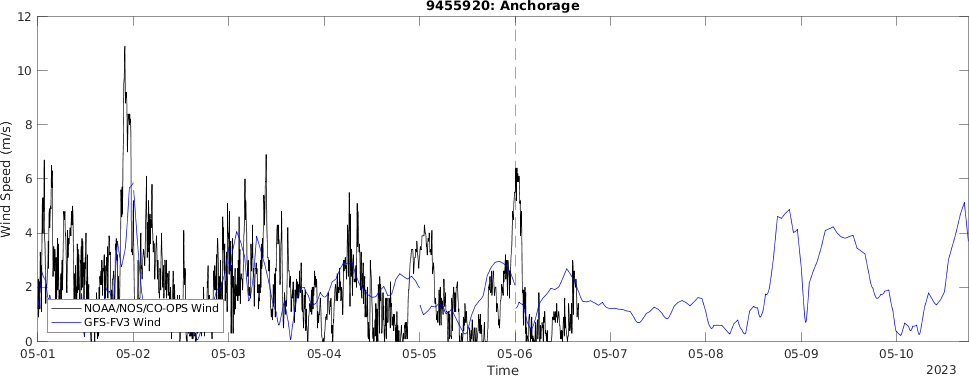 9455920: Anchorage
12
10
8
6
4
2
0
Wind Speed (m/s)
NOAA/NOS/CO-OPS Wind
GFS-FV3 Wind
05-01 05-02 05-03 05-04 05-05 05-06 05-07 05-08 05-09 05-10
Time
2023